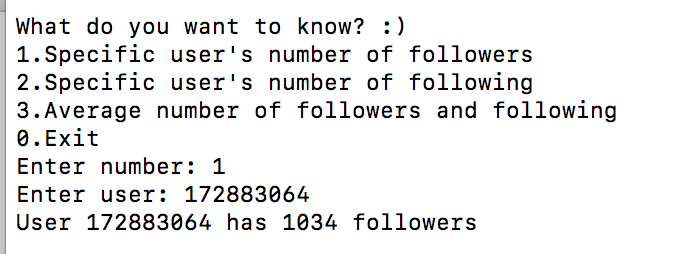 What do you want to know? :)
1.Specific user's number of followers
2.Specific user's number of following
3.Average number of followers and following
0.Exit
Enter number: 1
Enter user: 172883064
User 172883064 has 1034 followers